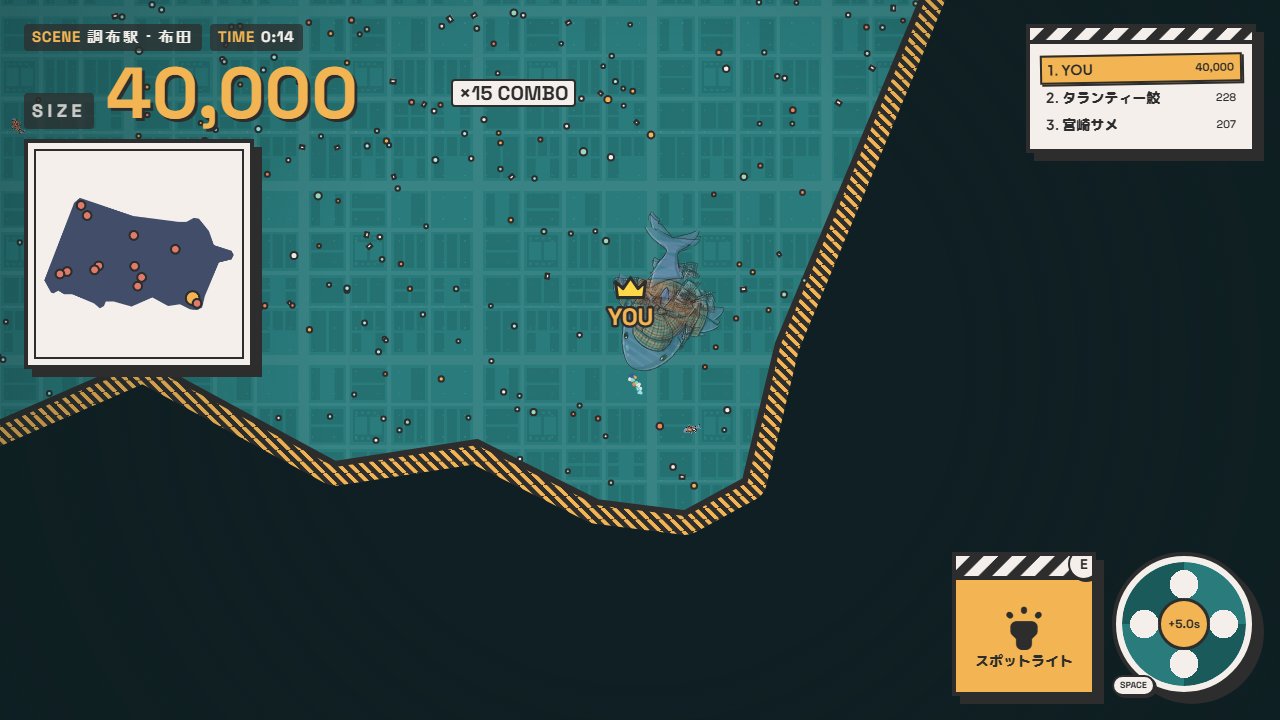 SCENE 調布駅 - 布田 TIME 0:14
SIZE 40,000
×15 COMBO
1. YOU 40,000
2. タランティー鮫 228
3. 宮崎サメ 207
YOU
E
スポットライト
+5.0s
SPACE